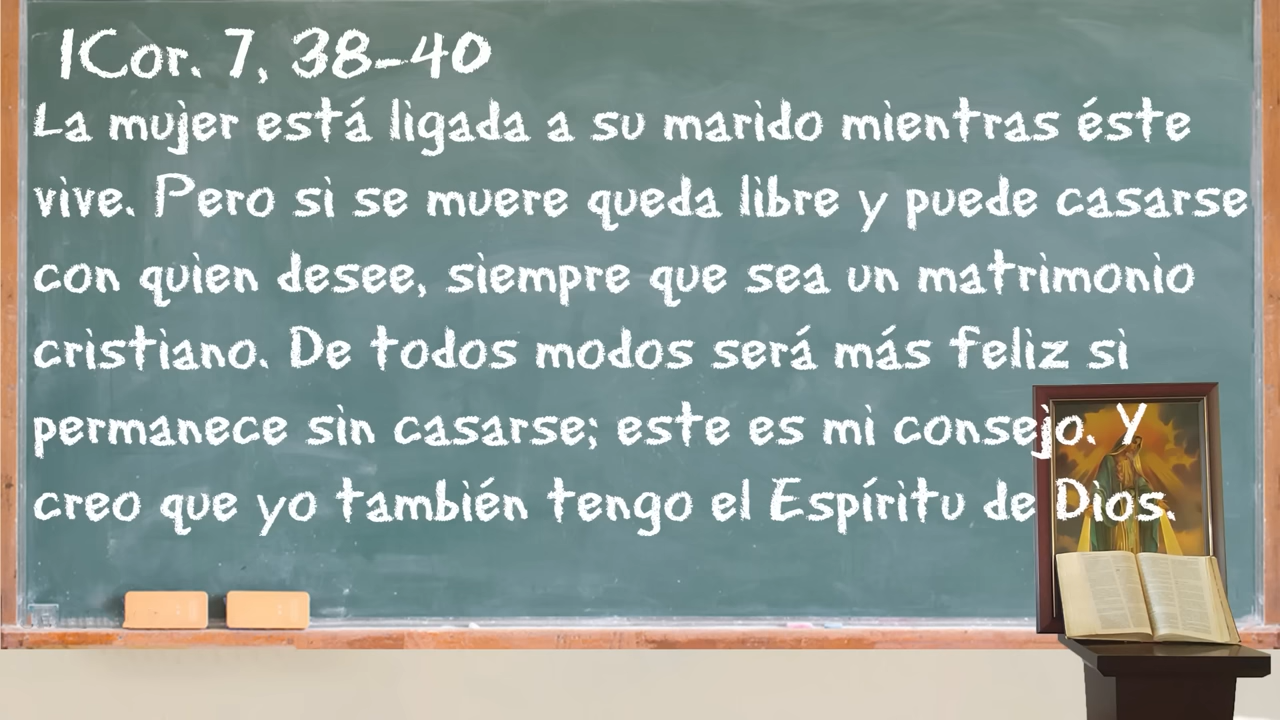 1Cor. 7, 38-40
La mujer está ligada a su marido mientras éste
vive. Pero si se muere queda libre y puede casarse
con quien desee, siempre que sea un matrimonio
cristiano. De todos modos será más feliz si
permanece sin casarse; este es mi consejo. Y
creo que yo también tengo el Espíritu de Dios.